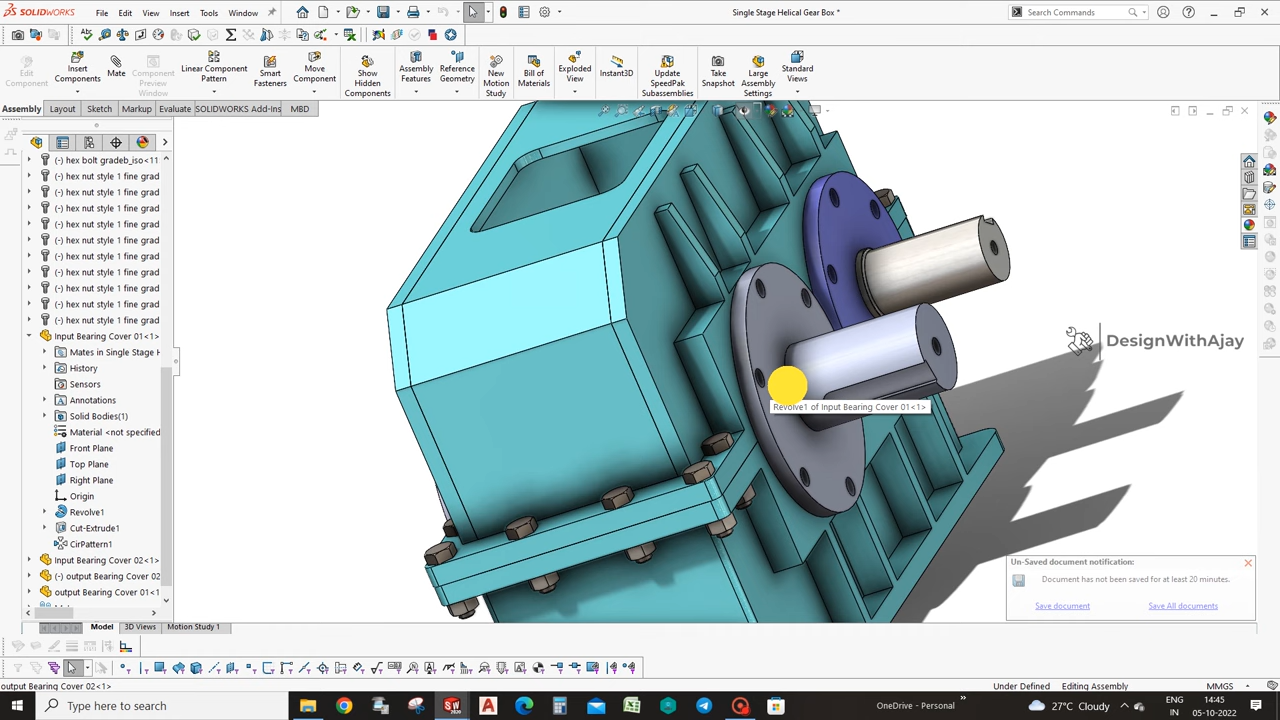 SOLIDWORKS
File
Edit
View
Insert
Tools
Window
Single Stage Helical Gear Box *
Search Commands
Edit Component
Insert Components
Mate
Component Preview Window
Linear Component Pattern
Smart Fasteners
Move Component
Show Hidden Components
Assembly Features
Reference Geometry
New Motion Study
Bill of Materials
Exploded View
Instant3D
Update SpeedPak Subassemblies
Take Snapshot
Large Assembly Settings
Standard Views
Assembly
Layout
Sketch
Markup
Evaluate
SOLIDWORKS Add-Ins
MBD
(-) hex bolt gradeb_iso<11
(-) hex nut style 1 fine grad
(-) hex nut style 1 fine grad
(-) hex nut style 1 fine grad
(-) hex nut style 1 fine grad
(-) hex nut style 1 fine grad
(-) hex nut style 1 fine grad
(-) hex nut style 1 fine grad
(-) hex nut style 1 fine grad
(-) hex nut style 1 fine grad
(-) hex nut style 1 fine grad
Input Bearing Cover 01<1>
Mates in Single Stage H
History
Sensors
Annotations
Solid Bodies(1)
Material <not specified
Front Plane
Top Plane
Right Plane
Origin
Revolve1
Cut-Extrude1
CirPattern1
Input Bearing Cover 02<1>
(-) output Bearing Cover 02
output Bearing Cover 01<1>
DesignWithAjay
Revolve1 of Input Bearing Cover 01<1>
Un-Saved document notification:
Document has not been saved for at least 20 minutes.
Save document
Save All documents
Model
3D Views
Motion Study 1
output Bearing Cover 02<1>
Under Defined
Editing Assembly
MMGS
Type here to search
OneDrive - Personal
27°C Cloudy
ENG
IN
14:45
05-10-2022